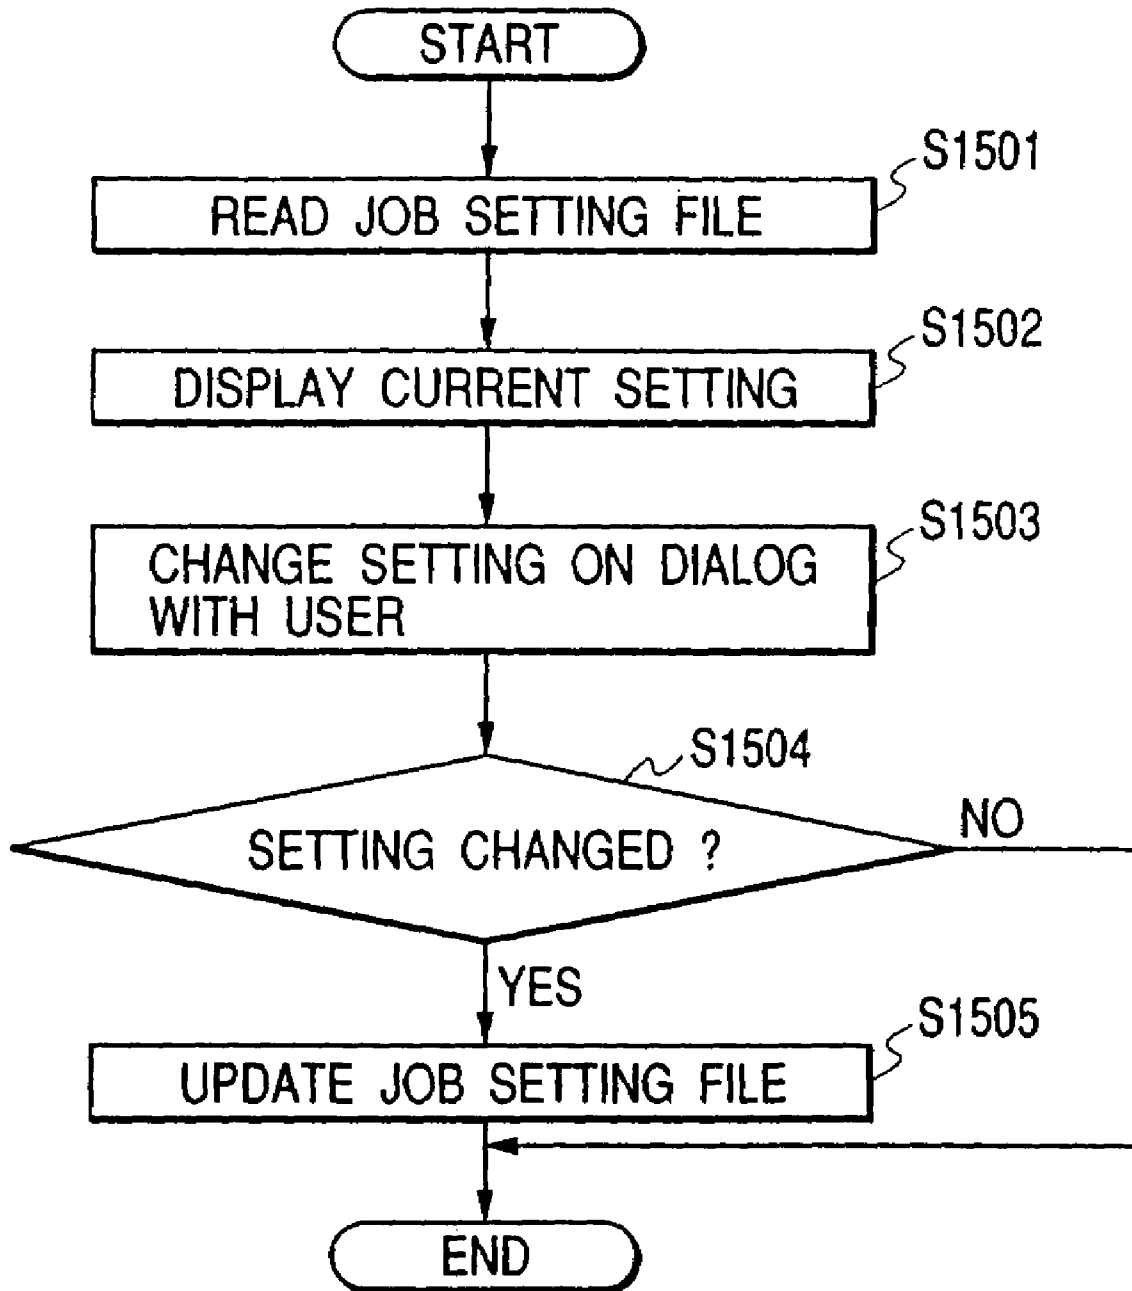 START
S1501
READ JOB SETTING FILE
S1502
DISPLAY CURRENT SETTING
S1503
CHANGE SETTING ON DIALOG
WITH USER
S1504
SETTING CHANGED ?
NO
YES
S1505
UPDATE JOB SETTING FILE
END